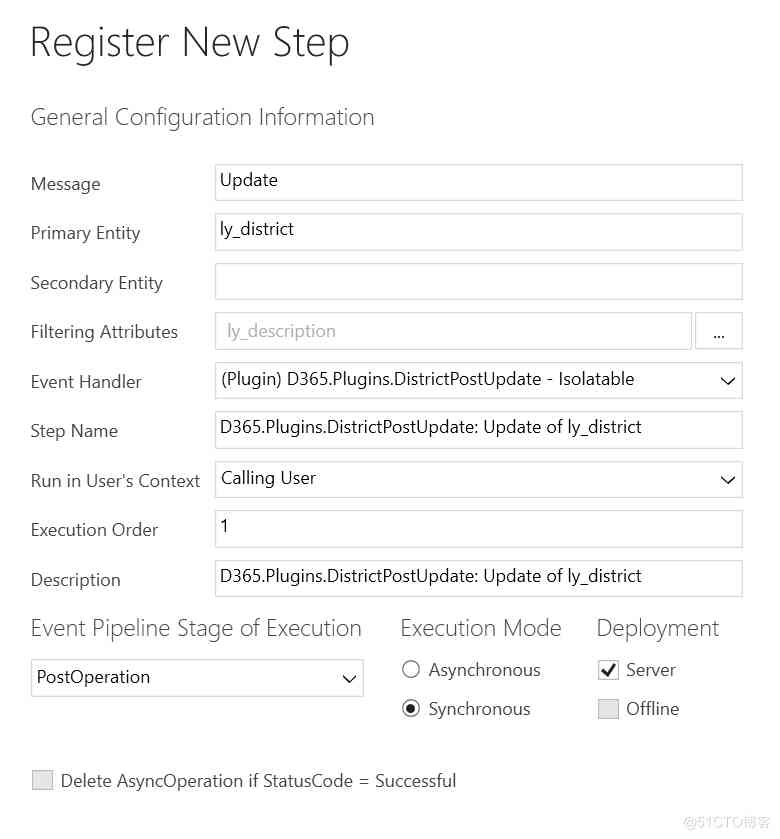 Register New Step
General Configuration Information
Message
Update
Primary Entity
ly_district
Secondary Entity
Filtering Attributes
ly_description
...
Event Handler
(Plugin) D365.Plugins.DistrictPostUpdate - Isolatable
Step Name
D365.Plugins.DistrictPostUpdate: Update of ly_district
Run in User's Context
Calling User
Execution Order
1
Description
D365.Plugins.DistrictPostUpdate: Update of ly_district
Event Pipeline Stage of Execution
PostOperation
Execution Mode
Asynchronous
Synchronous
Deployment
Server
Offline
Delete AsyncOperation if StatusCode = Successful
@51CTO博客